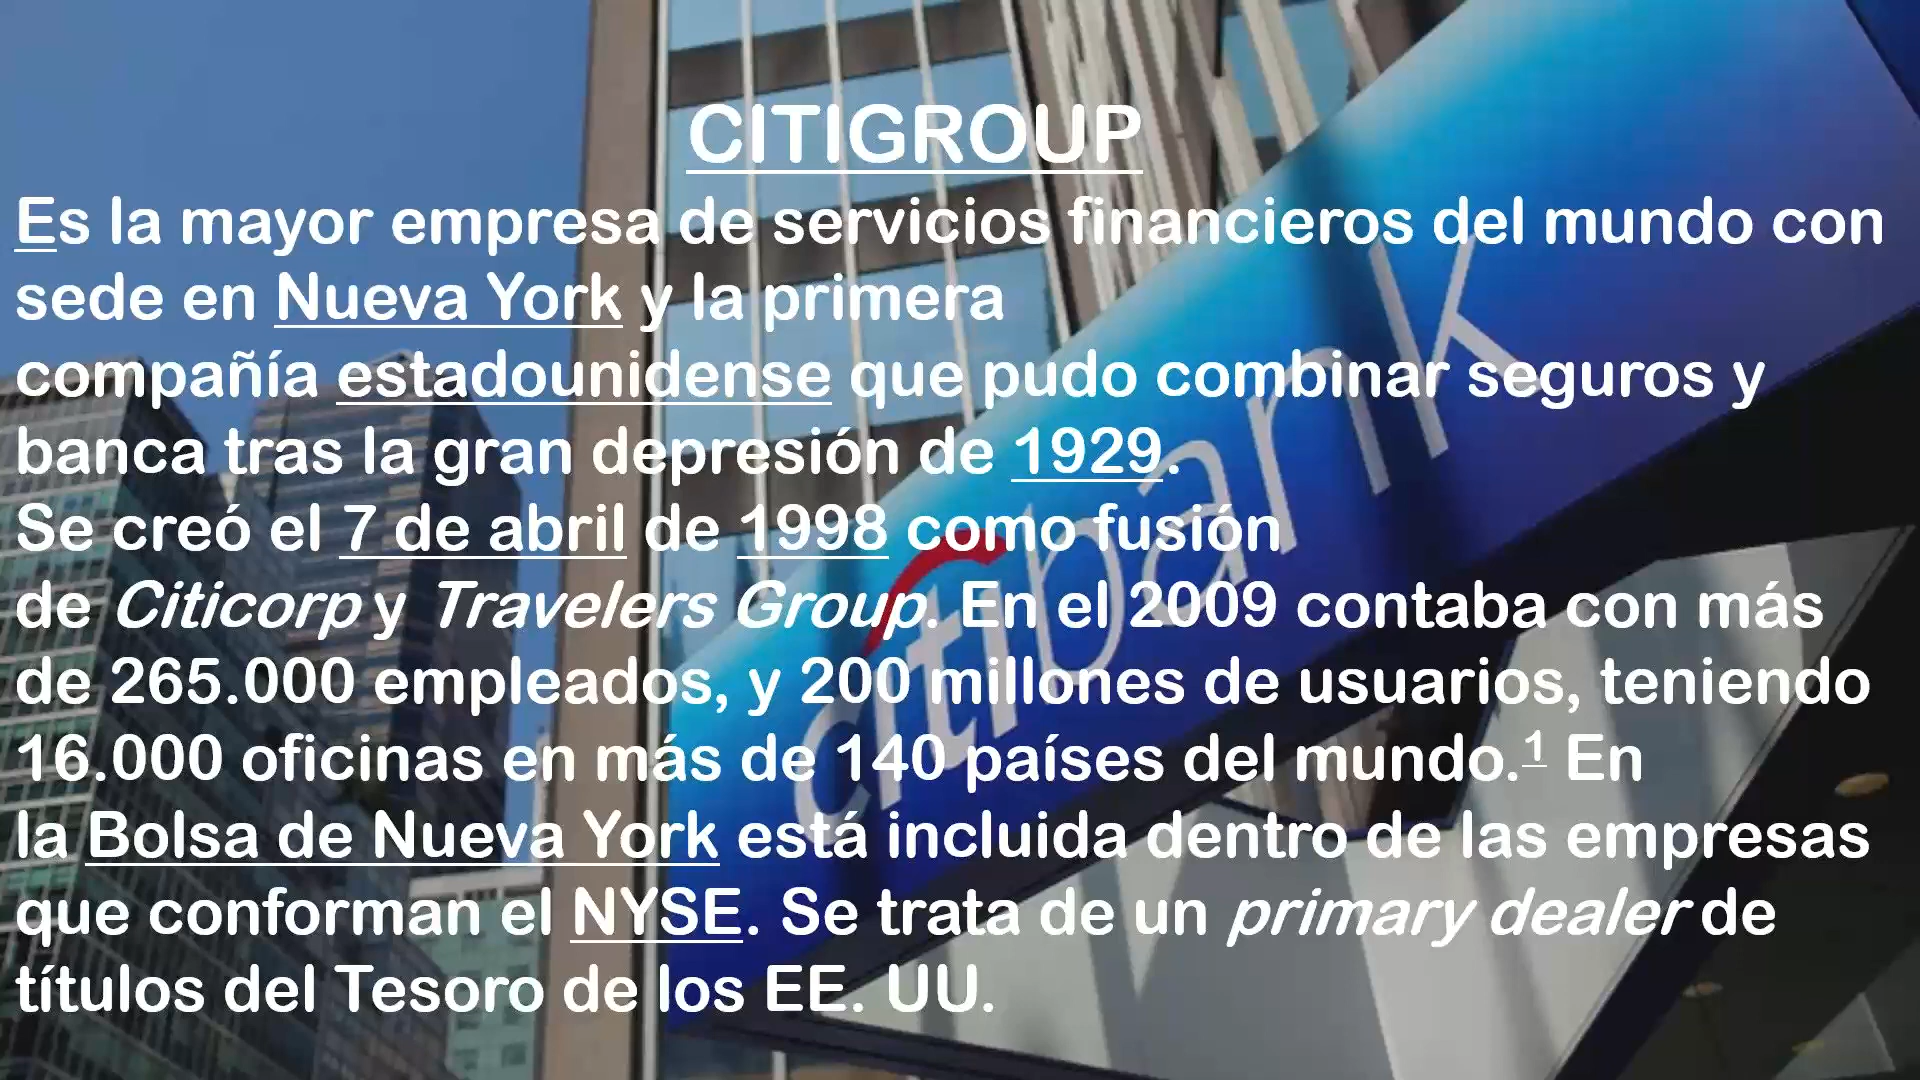 CITIGROUP
Es la mayor empresa de servicios financieros del mundo con
sede en Nueva York y la primera
compañía estadounidense que pudo combinar seguros y
banca tras la gran depresión de 1929.
Se creó el 7 de abril de 1998 como fusión
de Citicorp y Travelers Group. En el 2009 contaba con más
de 265.000 empleados, y 200 millones de usuarios, teniendo
16.000 oficinas en más de 140 países del mundo.1 En
la Bolsa de Nueva York está incluida dentro de las empresas
que conforman el NYSE. Se trata de un primary dealer de
títulos del Tesoro de los EE. UU.
citibank